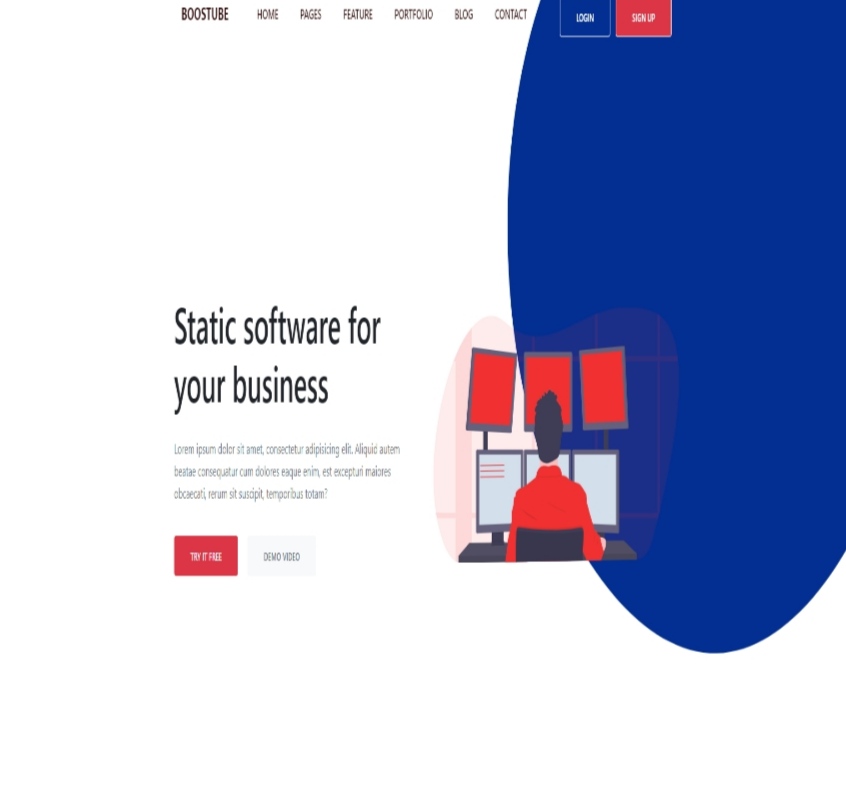 BOOSTUBE HOME PAGES FEATURE PORTFOLIO BLOG CONTACT LOGIN SIGN UP
Static software for
your business
Lorem ipsum dolor sit amet, consectetur adipisicing elit. Aliquid autem
beatae consequatur cum dolores eaque enim, est excepturi maiores
obcaecati, rerum sit suscipit, temporibus totam?
TRY IT FREE DEMO VIDEO